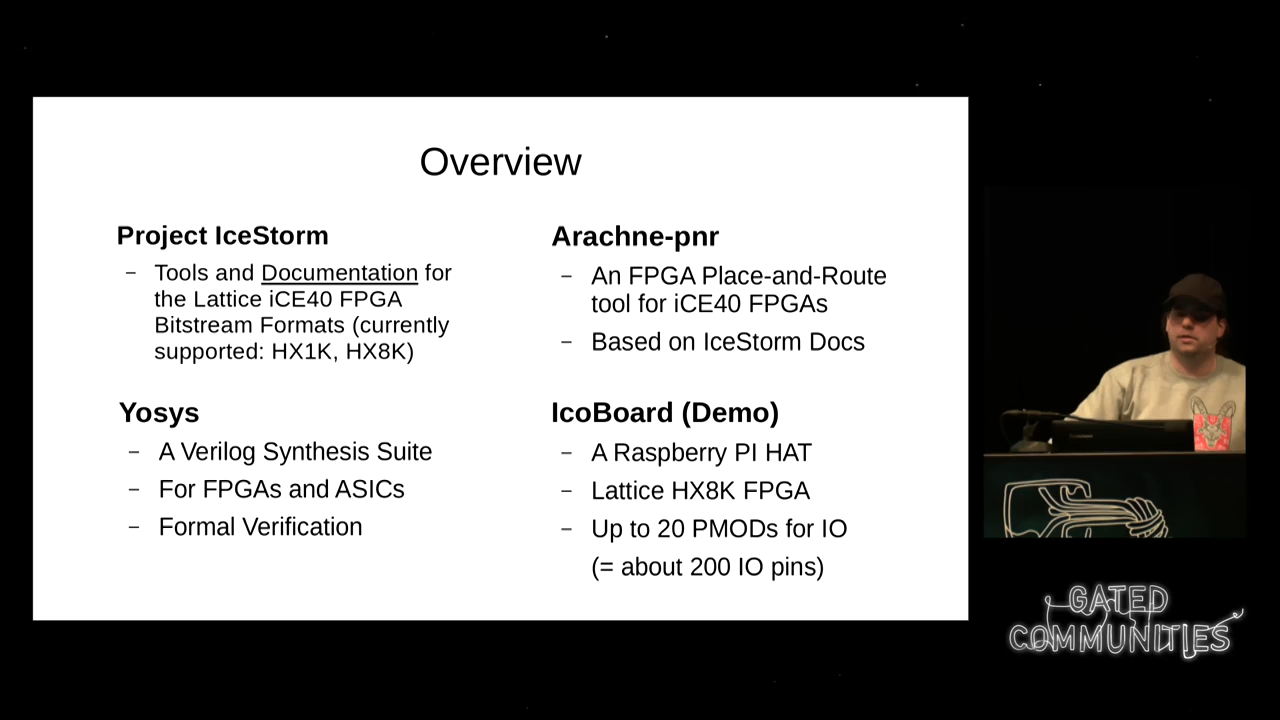 Overview
Project IceStorm
– Tools and Documentation for
the Lattice iCE40 FPGA
Bitstream Formats (currently
supported: HX1K, HX8K)
Yosys
– A Verilog Synthesis Suite
– For FPGAs and ASICs
– Formal Verification
Arachne-pnr
– An FPGA Place-and-Route
tool for iCE40 FPGAs
– Based on IceStorm Docs
IcoBoard (Demo)
– A Raspberry PI HAT
– Lattice HX8K FPGA
– Up to 20 PMODs for IO
(= about 200 IO pins)
GATED
COMMUNITIES